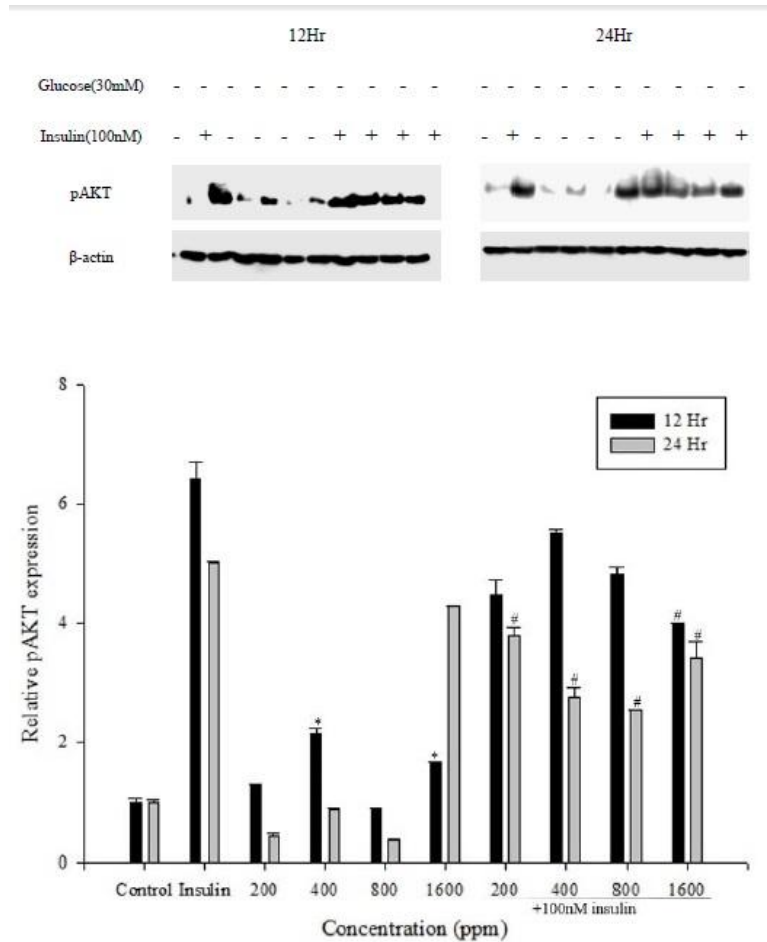 12Hr 24Hr
Glucose(30mM) - - - - - - - - - - - - - - - - - - - -
Insulin(100nM) - + - - - - + + + + - + - - - - + + + +
pAKT
β-actin
8
12 Hr
24 Hr
6
#
4
#
#
#
#
*
2
*
0
Relative pAKT expression
Control Insulin 200 400 800 1600 200 400 800 1600
+100nM insulin
Concentration (ppm)